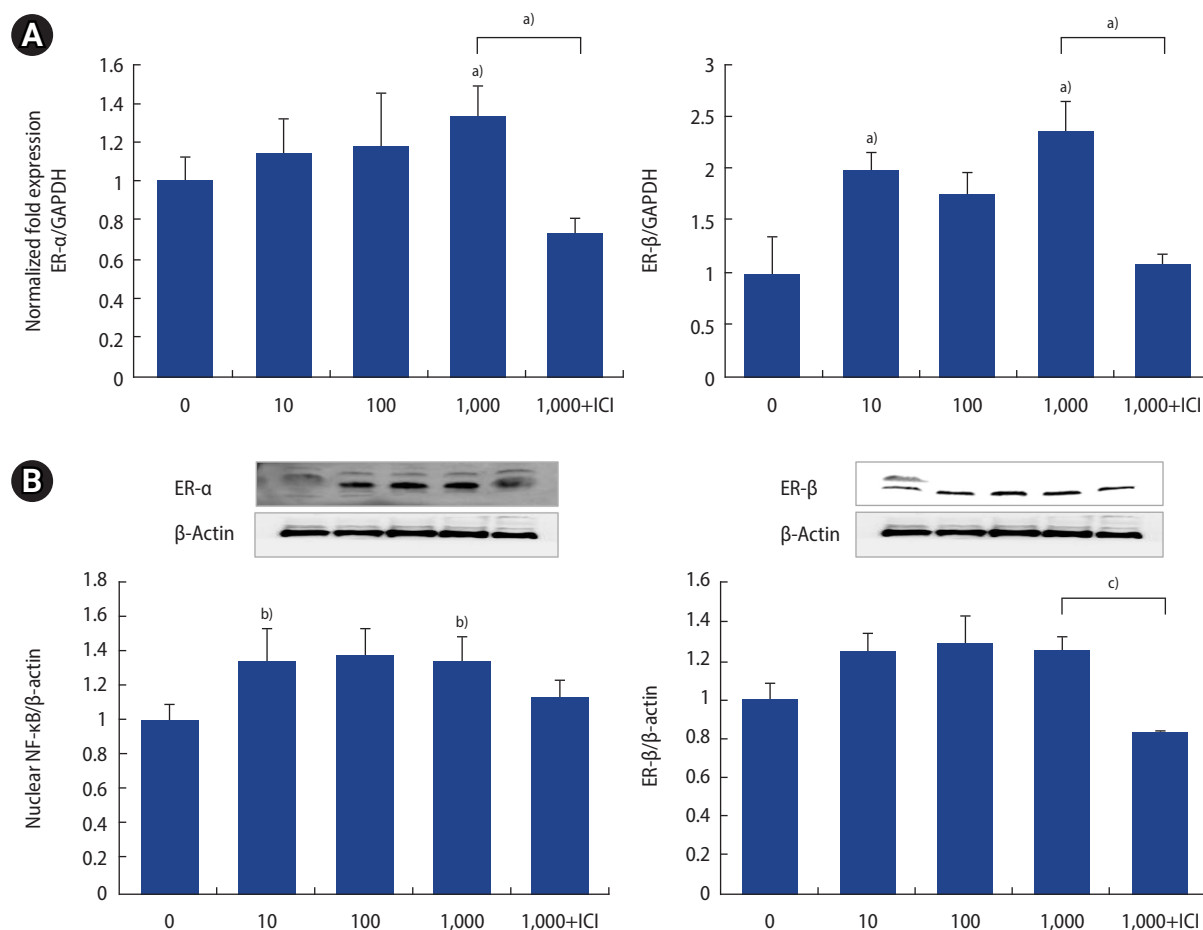 A
a)
1.6
1.4
1.2
1
0.8
0.6
0.4
0.2
0
Normalized fold expression
ER-α/GAPDH
a)
0 10 100 1,000 1,000+ICI
a)
3
2.5
2
1.5
1
0.5
0
ER-β/GAPDH
a)
a)
0 10 100 1,000 1,000+ICI
B
ER-α
β-Actin
1.8
1.6
1.4
1.2
1
0.8
0.6
0.4
0.2
0
Nuclear NF-κB/β-actin
b)
b)
0 10 100 1,000 1,000+ICI
ER-β
β-Actin
1.6
1.4
1.2
1
0.8
0.6
0.4
0.2
0
ER-β/β-actin
c)
0 10 100 1,000 1,000+ICI